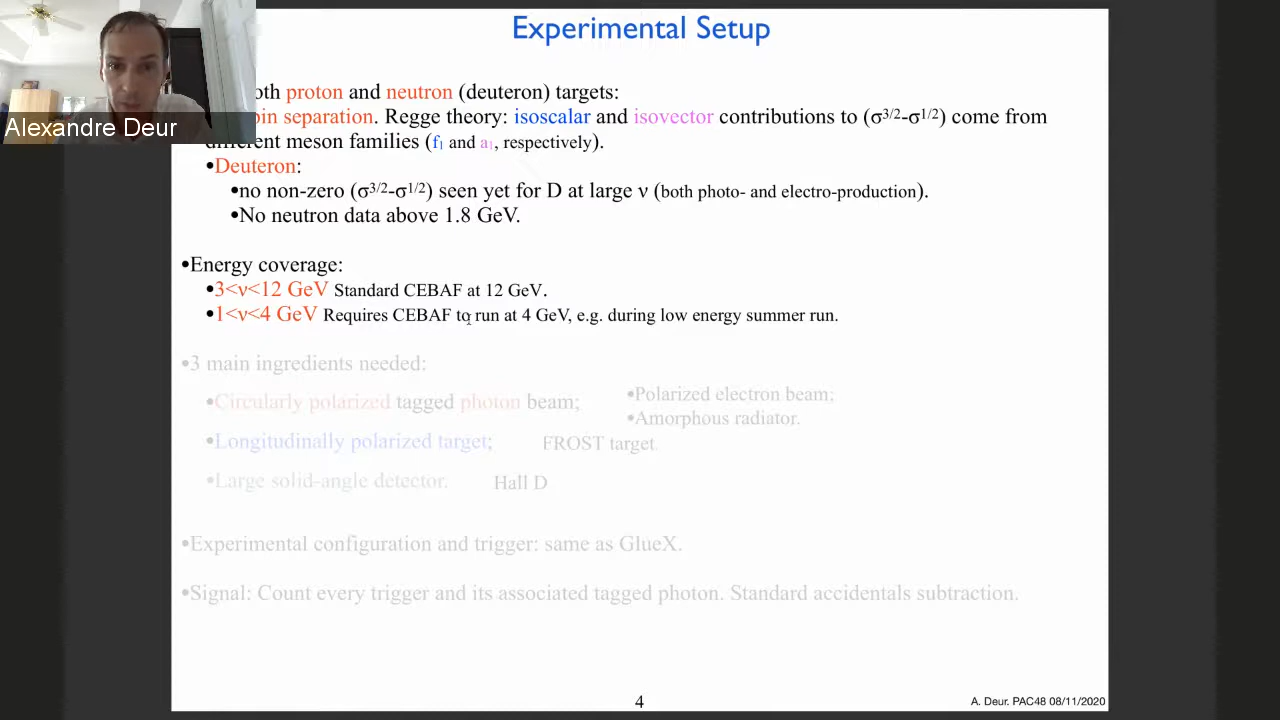 Experimental Setup
Alexandre Deur
oth proton and neutron (deuteron) targets:
pin separation. Regge theory: isoscalar and isovector contributions to (σ3/2-σ1/2) come from
different meson families (f1 and a1, respectively).
•Deuteron:
•no non-zero (σ3/2-σ1/2) seen yet for D at large ν (both photo- and electro-production).
•No neutron data above 1.8 GeV.
•Energy coverage:
•3<ν<12 GeV Standard CEBAF at 12 GeV.
•1<ν<4 GeV Requires CEBAF to run at 4 GeV, e.g. during low energy summer run.
•3 main ingredients needed:
•Circularly polarized tagged photon beam;
•Polarized electron beam;
•Amorphous radiator.
•Longitudinally polarized target; FROST target.
•Large solid-angle detector. Hall D
•Experimental configuration and trigger: same as GlueX.
•Signal: Count every trigger and its associated tagged photon. Standard accidentals subtraction.
4
A. Deur. PAC48 08/11/2020